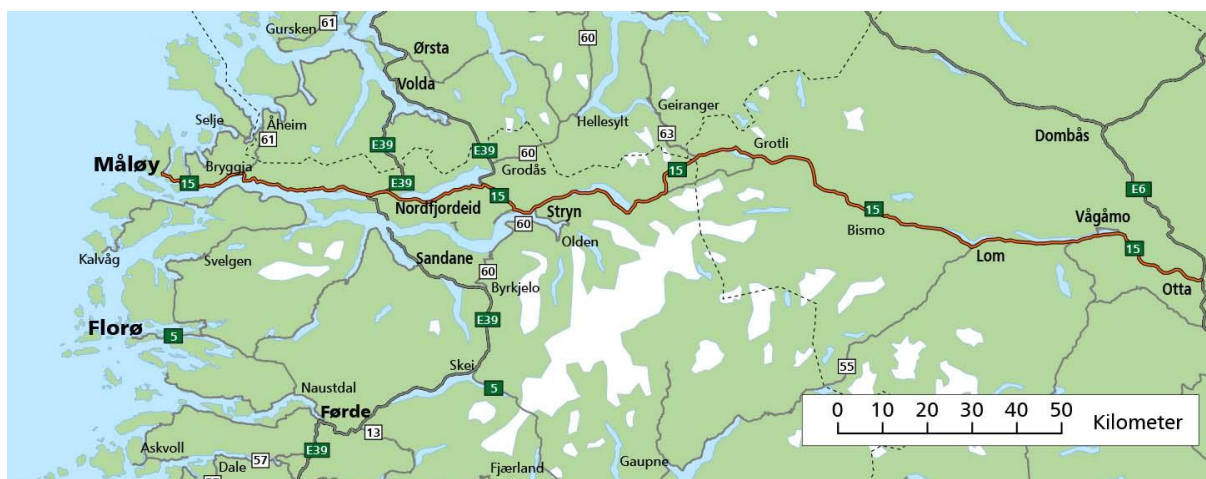 Gursken
61
60
Ørsta
Volda
Selje
Åheim
61
E39
E39
Hellesylt
Geiranger
63
Grotli
Dombås
Måløy
15
Bryggja
E39
60
Grodås
15
15
Nordfjordeid
Stryn
60
Olden
15
Bismo
E6
Vågåmo
15
Lom
Otta
Kalvåg
Svelgen
Sandane
60
Byrkjelo
Florø
5
E39
Skei
5
55
Naustdal
Førde
13
Askvoll
57
Dale
E39
Fjærland
Gaupne
0 10 20 30 40 50
Kilometer